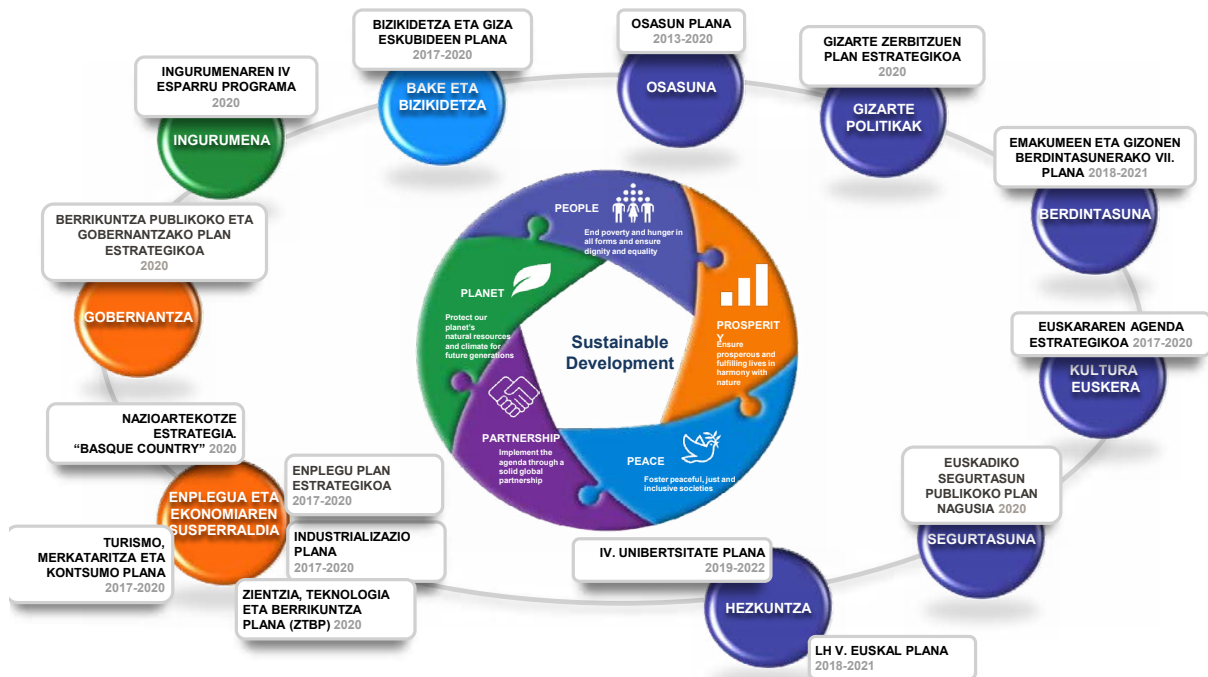 BIZIKIDETZA ETA GIZA
ESKUBIDEEN PLANA
2017-2020
BAKE ETA
BIZIKIDETZA
OSASUN PLANA
2013-2020
OSASUNA
GIZARTE ZERBITZUEN
PLAN ESTRATEGIKOA
2020
GIZARTE
POLITIKAK
INGURUMENAREN IV
ESPARRU PROGRAMA
2020
INGURUMENA
EMAKUMEEN ETA GIZONEN
BERDINTASUNERAKO VII.
PLANA 2018-2021
BERDINTASUNA
BERRIKUNTZA PUBLIKOKO ETA
GOBERNANTZAKO PLAN
ESTRATEGIKOA
2020
GOBERNANTZA
PEOPLE
End poverty and hunger in
all forms and ensure
dignity and equality
PLANET
Protect our
planet's
natural resources
and climate for
future generations
Sustainable
Development
PROSPERIT
Y
Ensure
prosperous and
fulfilling lives in
harmony with
nature
PARTNERSHIP
Implement the
agenda through a
solid global
partnership
PEACE
Foster peaceful, just and
inclusive societies
EUSKARAREN AGENDA
ESTRATEGIKOA 2017-2020
KULTURA
EUSKERA
NAZIOARTEKOTZE
ESTRATEGIA.
“BASQUE COUNTRY” 2020
ENPLEGU PLAN
ESTRATEGIKOA
2017-2020
ENPLEGUA ETA
EKONOMIAREN
SUSPERRALDIA
INDUSTRIALIZAZIO
PLANA
2017-2020
TURISMO,
MERKATARITZA ETA
KONTSUMO PLANA
2017-2020
ZIENTZIA, TEKNOLOGIA
ETA BERRIKUNTZA
PLANA (ZTBP) 2020
EUSKADIKO
SEGURTASUN
PUBLIKOKO PLAN
NAGUSIA 2020
SEGURTASUNA
IV. UNIBERTSITATE PLANA
2019-2022
HEZKUNTZA
LH V. EUSKAL PLANA
2018-2021